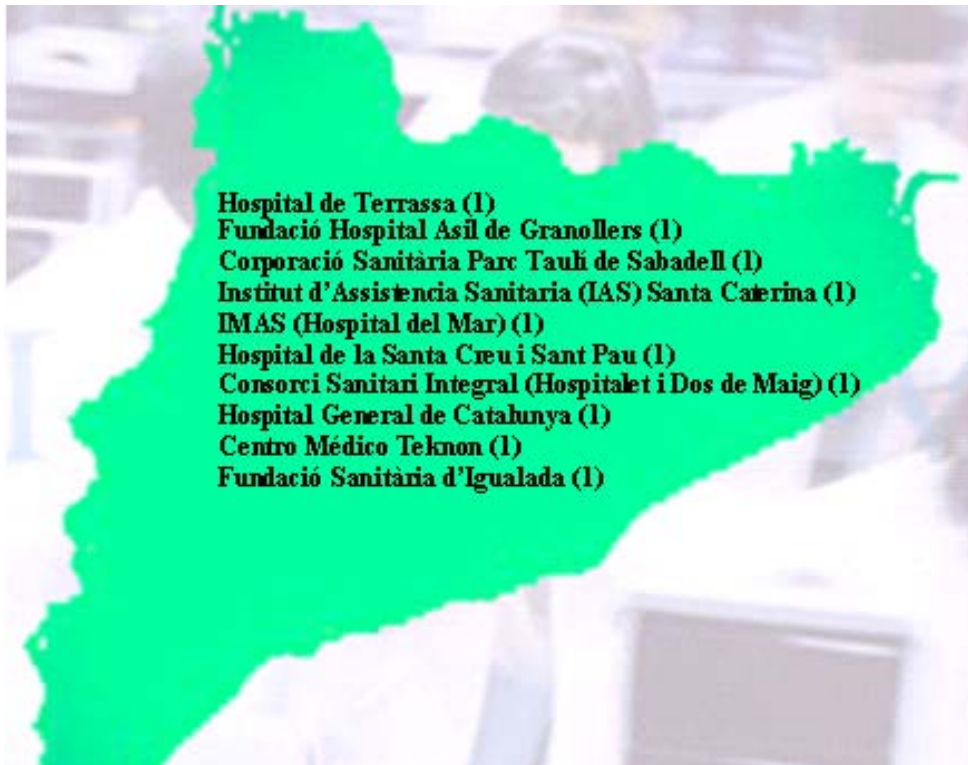 Hospital de Terrassa (1)
Fundació Hospital Asil de Granollers (1)
Corporació Sanitària Parc Taulí de Sabadell (1)
Institut d'Assistencia Sanitaria (IAS) Santa Caterina (1)
IMAS (Hospital del Mar) (1)
Hospital de la Santa Creu i Sant Pau (1)
Consorci Sanitari Integral (Hospitalet i Dos de Maig) (1)
Hospital General de Catalunya (1)
Centro Médico Teknon (1)
Fundació Sanitària d'Igualada (1)